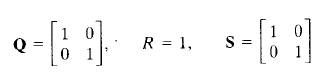 Q = [1 0
0 1], R = 1, S = [1 0
0 1]